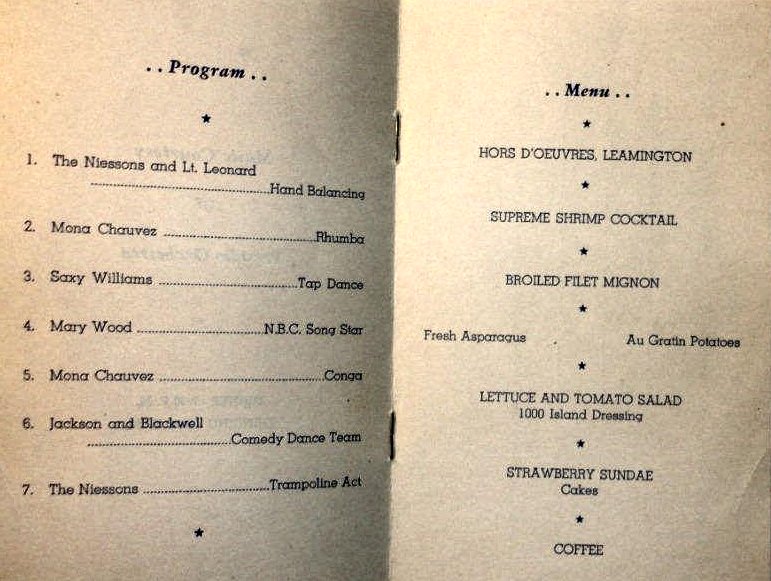 . . Program . .
1. The Niessons and Lt. Leonard
........Hand Balancing
2. Mona Chauvez ........Rhumba
3. Saxy Williams ........Tap Dance
4. Mary Wood ........N.B.C. Song Star
5. Mona Chauvez ........Conga
6. Jackson and Blackwell
........Comedy Dance Team
7. The Niessons ........Trampoline Act
. . Menu . .
HORS D'OEUVRES, LEAMINGTON
SUPREME SHRIMP COCKTAIL
BROILED FILET MIGNON
Fresh Asparagus Au Gratin Potatoes
LETTUCE AND TOMATO SALAD
1000 Island Dressing
STRAWBERRY SUNDAE
Cakes
COFFEE